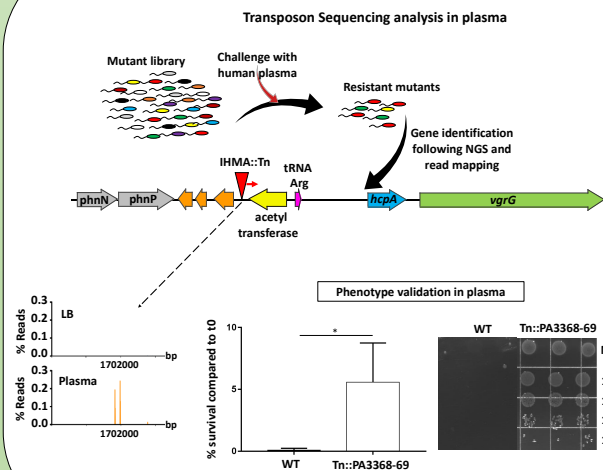 Transposon Sequencing analysis in plasma
Mutant library
Challenge with
human plasma
Resistant mutants
Gene identification
following NGS and
read mapping
IHMA::Tn
tRNA
Arg
phnN
phnP
hcpA
vgrG
acetyl
transferase
Phenotype validation in plasma
% Reads
0.3
0.2
0.1
0.0
LB
1702000
bp
% Reads
0.3
0.2
0.1
0.0
Plasma
1702000
bp
% survival compared to t0
10
5
0
*
WT
Tn::PA3368-69
WT
Tn::PA3368-69